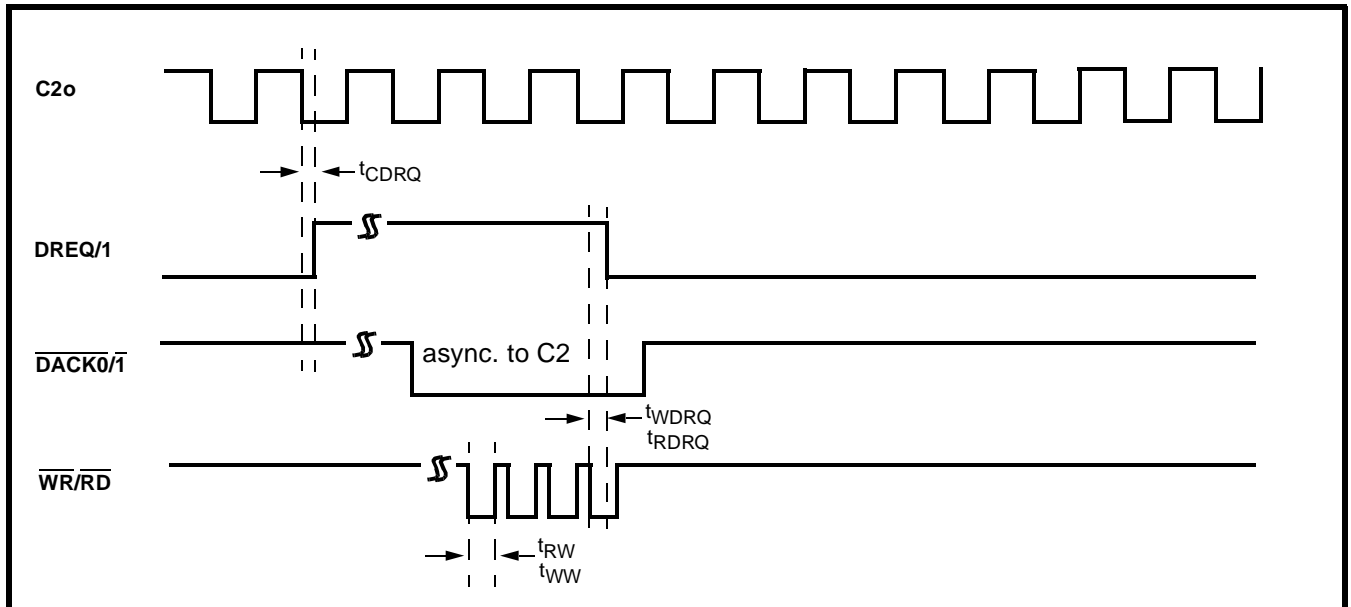 C2o
tCDRQ
DREQ/1
DACK0/1
async. to C2
tWDRQ
tRDRQ
WR/RD
tRW
tWW